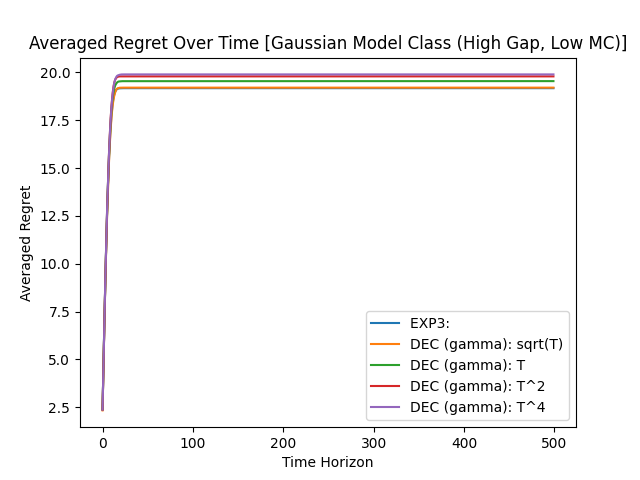 Averaged Regret Over Time [Gaussian Model Class (High Gap, Low MC)]
20.0
17.5
15.0
12.5
10.0
7.5
5.0
2.5
Averaged Regret
EXP3:
DEC (gamma): sqrt(T)
DEC (gamma): T
DEC (gamma): T^2
DEC (gamma): T^4
0 100 200 300 400 500
Time Horizon